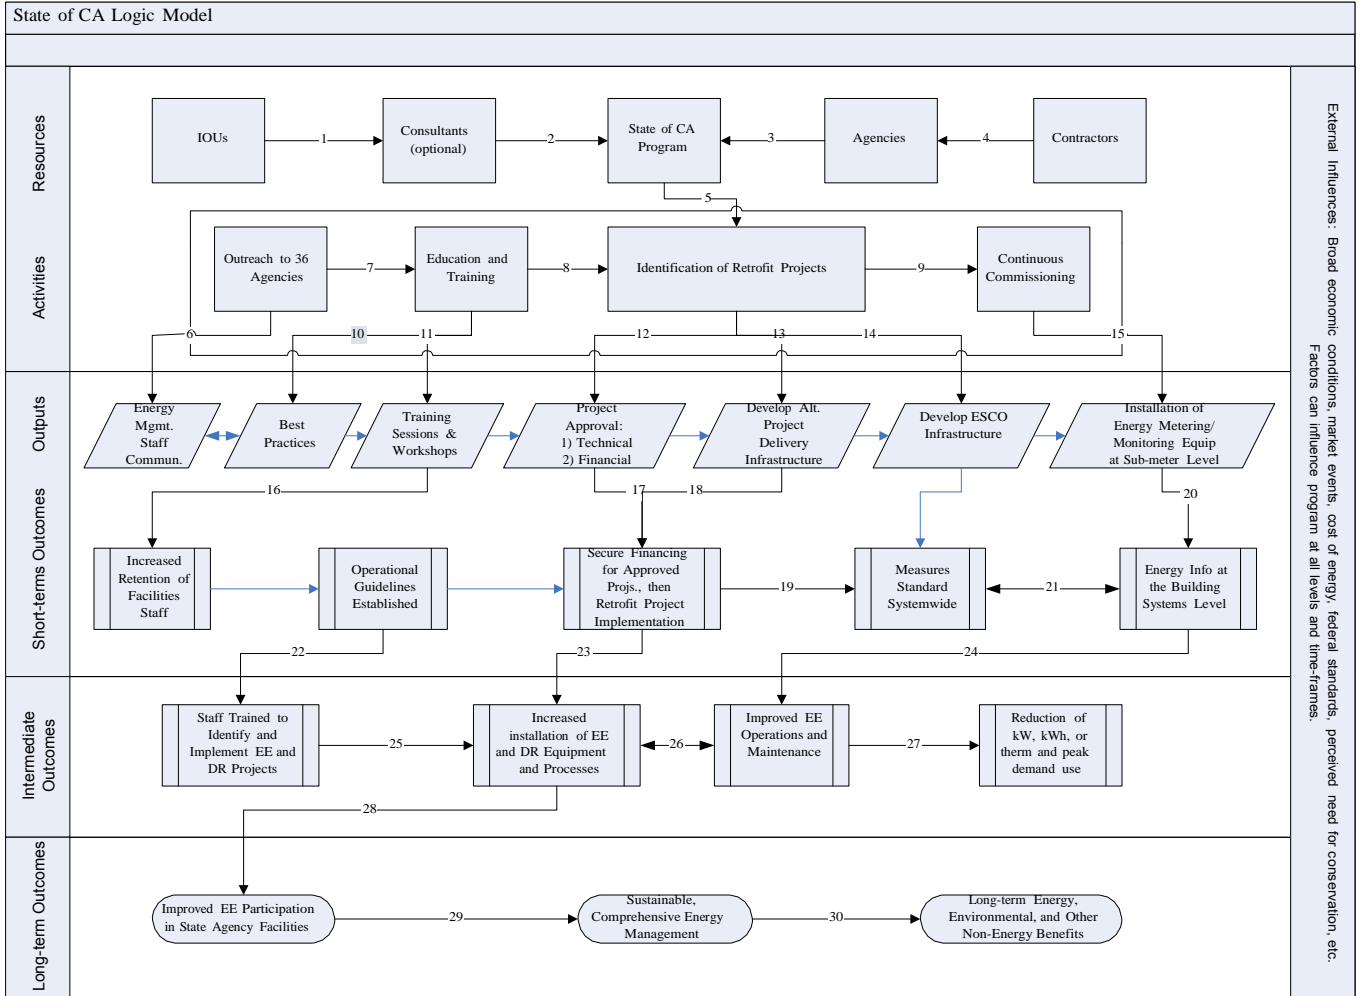 State of CA Logic Model
Resources
IOUs
1
Consultants
(optional)
2
State of CA
Program
3
Agencies
4
Contractors
5
Activities
Outreach to 36
Agencies
7
Education and
Training
8
Identification of Retrofit Projects
9
Continuous
Commissioning
6
10
11
12
13
14
15
Outputs
Energy
Mgmt.
Staff
Commun.
Best
Practices
Training
Sessions &
Workshops
Project
Approval:
1) Technical
2) Financial
Develop Alt.
Project
Delivery
Infrastructure
Develop ESCO
Infrastructure
Installation of
Energy Metering/
Monitoring Equip
at Sub-meter Level
Short-terms Outcomes
16
17
18
20
Increased
Retention of
Facilities
Staff
Operational
Guidelines
Established
Secure Financing
for Approved
Projs., then
Retrofit Project
Implementation
19
Measures
Standard
Systemwide
21
Energy Info at
the Building
Systems Level
22
23
24
Intermediate
Outcomes
Staff Trained to
Identify and
Implement EE and
DR Projects
25
Increased
installation of EE
and DR Equipment
and Processes
26
Improved EE
Operations and
Maintenance
27
Reduction of
kW, kWh, or
therm and peak
demand use
28
Long-term Outcomes
Improved EE Participation
in State Agency Facilities
29
Sustainable,
Comprehensive Energy
Management
30
Long-term Energy,
Environmental, and Other
Non-Energy Benefits
External Influences: Broad economic conditions, market events, cost of energy, federal standards, perceived need for conservation, etc.
Factors can influence program at all levels and time-frames.